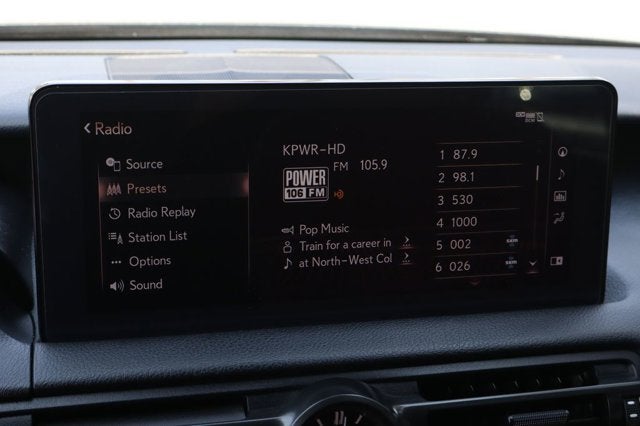 Radio
Source
Presets
Radio Replay
Station List
Options
Sound
KPWR-HD
FM 105.9
POWER
106 FM
Pop Music
Train for a career in
at North-West Col
1 87.9
2 98.1
3 530
4 1000
5 002 SXM
6 026 SXM